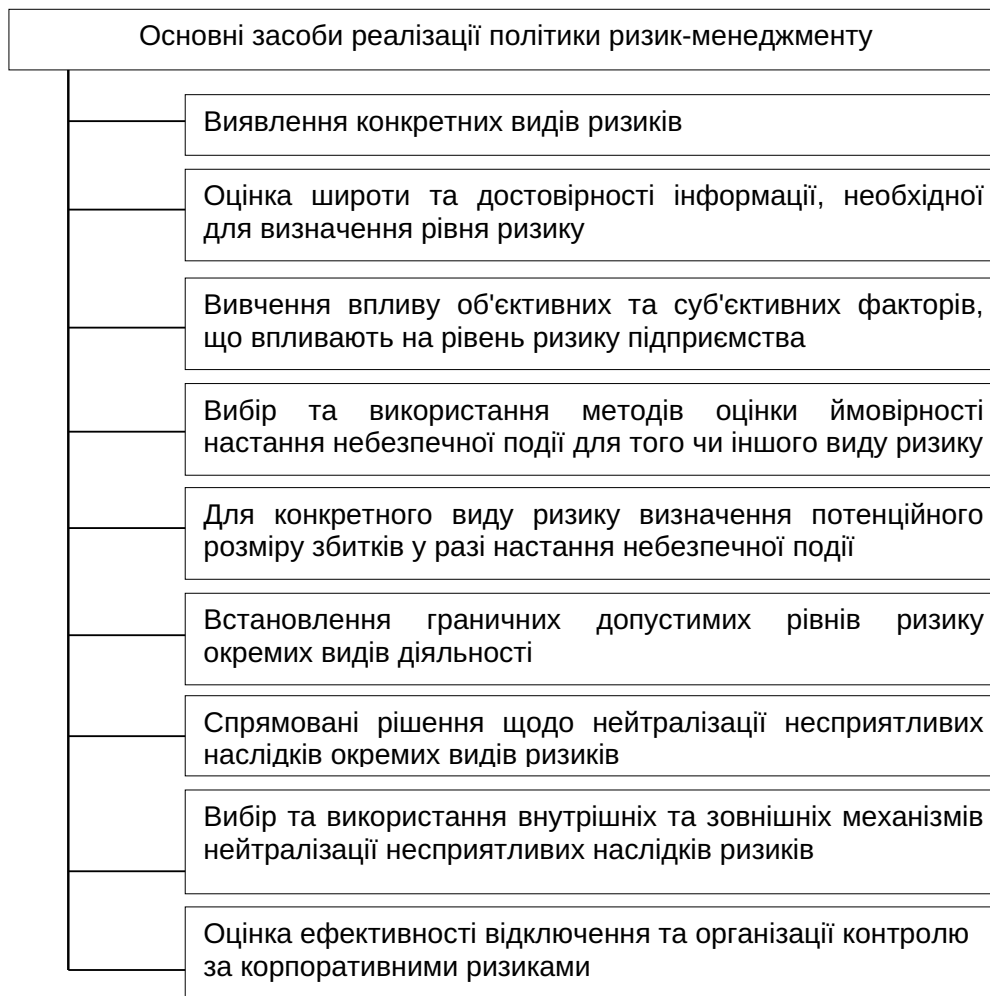 Основні засоби реалізації політики ризик-менеджменту
Виявлення конкретних видів ризиків
Оцінка широти та достовірності інформації, необхідної
для визначення рівня ризику
Вивчення впливу об'єктивних та суб'єктивних факторів,
що впливають на рівень ризику підприємства
Вибір та використання методів оцінки ймовірності
настання небезпечної події для того чи іншого виду ризику
Для конкретного виду ризику визначення потенційного
розміру збитків у разі настання небезпечної події
Встановлення граничних допустимих рівнів ризику
окремих видів діяльності
Спрямовані рішення щодо нейтралізації несприятливих
наслідків окремих видів ризиків
Вибір та використання внутрішніх та зовнішніх механізмів
нейтралізації несприятливих наслідків ризиків
Оцінка ефективності відключення та організації контролю
за корпоративними ризиками